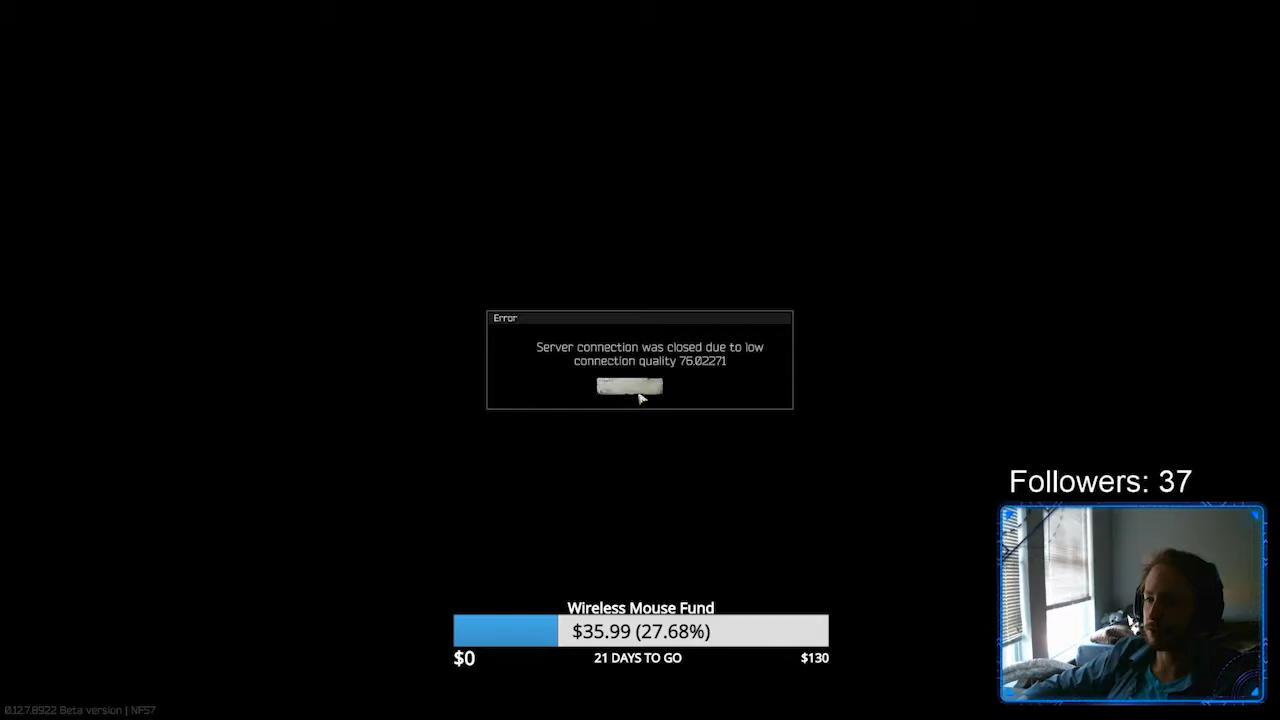 Error
Server connection was closed due to low
connection quality 76.02271
Followers: 37
Wireless Mouse Fund
$35.99 (27.68%)
$0
21 DAYS TO GO
$130
0.12.7.8922 Beta version | NF57